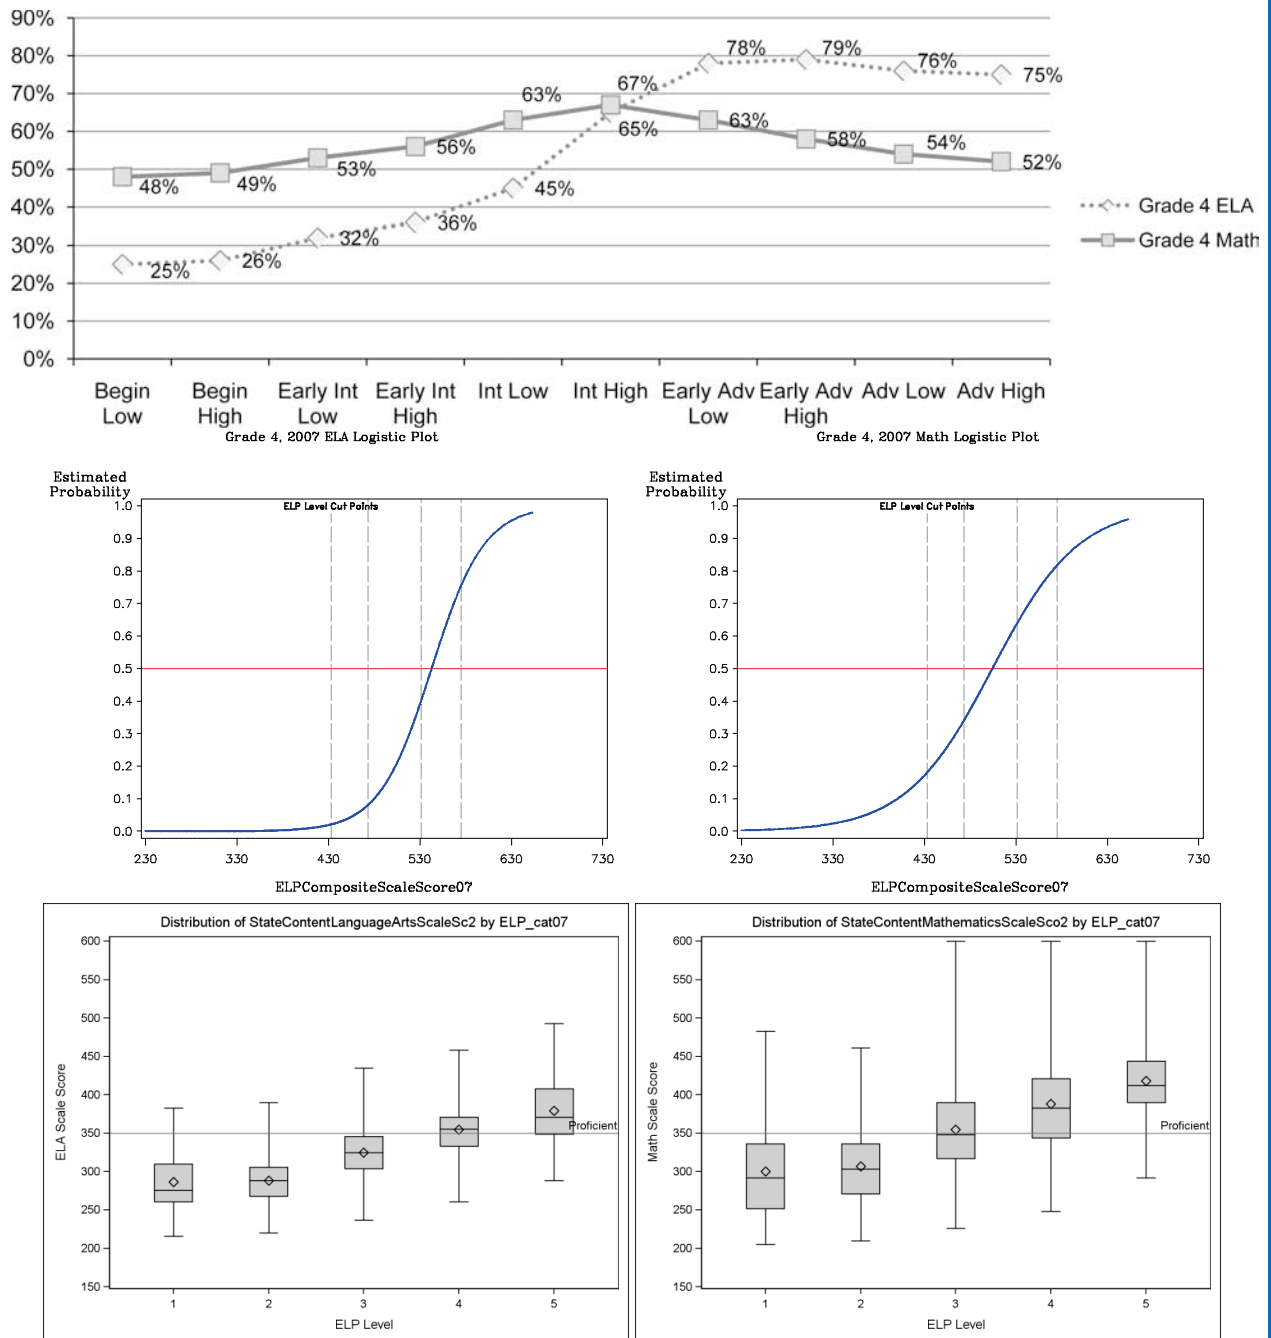 90%
80%
70%
60%
50%
40%
30%
20%
10%
0%
78%
79%
76%
75%
63%
67%
65%
63%
58%
54%
52%
48%
49%
53%
56%
45%
25%
26%
32%
36%
Grade 4 ELA
Grade 4 Math
Begin Low
Begin High
Early Int Low
Early Int High
Int Low
Int High
Early Adv Low
Early Adv High
Adv Low
Adv High
Grade 4, 2007 ELA Logistic Plot
Estimated
Probability
ELP Level Cut Points
1.0
0.9
0.8
0.7
0.6
0.5
0.4
0.3
0.2
0.1
0.0
230 330 430 530 630 730
ELPCompositeScaleScore07
Grade 4, 2007 Math Logistic Plot
Estimated
Probability
ELP Level Cut Points
1.0
0.9
0.8
0.7
0.6
0.5
0.4
0.3
0.2
0.1
0.0
230 330 430 530 630 730
ELPCompositeScaleScore07
Distribution of StateContentLanguageArtsScaleSc2 by ELP_cat07
600
550
500
450
400
350
300
250
200
150
ELA Scale Score
Proficient
1 2 3 4 5
ELP Level
Distribution of StateContentMathematicsScaleSco2 by ELP_cat07
600
550
500
450
400
350
300
250
200
150
Math Scale Score
Proficient
1 2 3 4 5
ELP Level